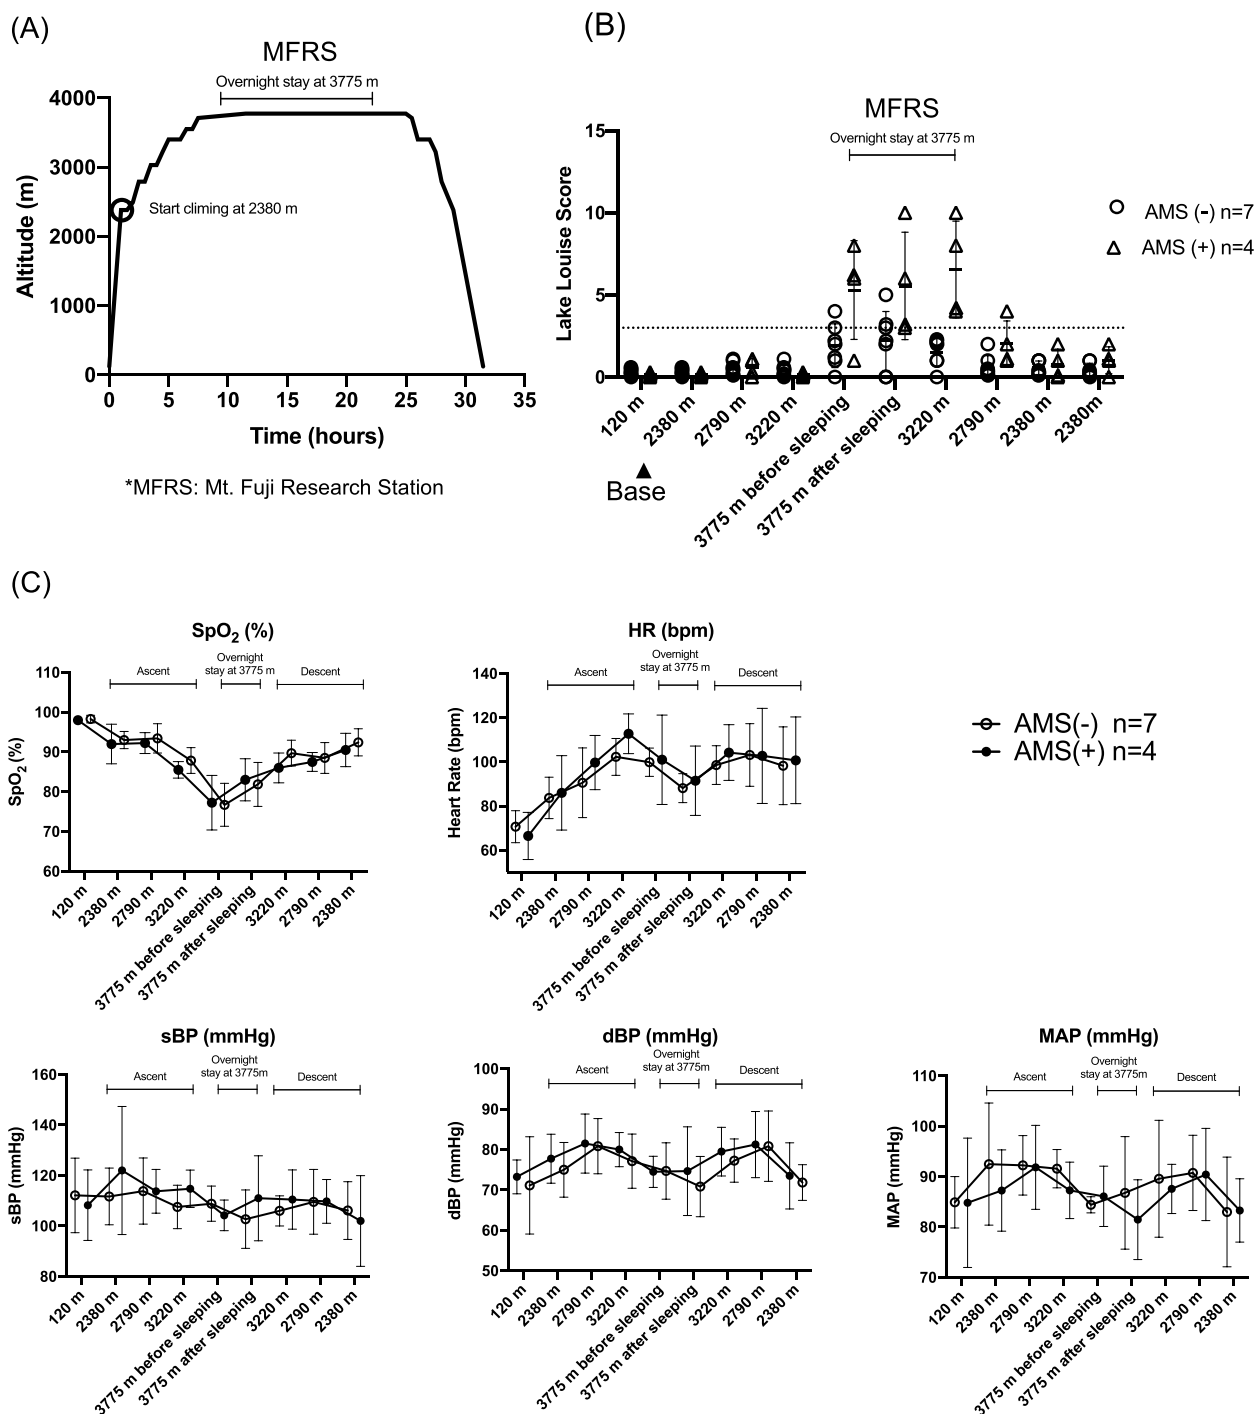 (A)
MFRS
Overnight stay at 3775 m
4000
3000
2000
1000
0
Altitude (m)
Start climing at 2380 m
0 5 10 15 20 25 30 35
Time (hours)
*MFRS: Mt. Fuji Research Station
(B)
MFRS
Overnight stay at 3775 m
15
10
5
0
Lake Louise Score
AMS (-) n=7
AMS (+) n=4
120 m
2380 m
2790 m
3220 m
3775 m before sleeping
3775 m after sleeping
3220 m
2790 m
2380 m
2380m
Base
(C)
SpO2 (%)
Ascent
Overnight
stay at 3775 m
Descent
110
100
90
80
70
60
SpO2 (%)
120 m
2380 m
2790 m
3220 m
3775 m before sleeping
3775 m after sleeping
3220 m
2790 m
2380 m
HR (bpm)
Ascent
Overnight
stay at 3775 m
Descent
140
120
100
80
60
Heart Rate (bpm)
120 m
2380 m
2790 m
3220 m
3775 m before sleeping
3775 m after sleeping
3220 m
2790 m
2380 m
AMS(-) n=7
AMS(+) n=4
sBP (mmHg)
Ascent
Overnight
stay at 3775m
Descent
160
140
120
100
80
sBP (mmHg)
120 m
2380 m
2790 m
3220 m
3775 m before sleeping
3775 m after sleeping
3220 m
2790 m
2380 m
dBP (mmHg)
Ascent
Overnight
stay at 3775m
Descent
100
90
80
70
60
50
dBP (mmHg)
120 m
2380 m
2790 m
3220 m
3775 m before sleeping
3775 m after sleeping
3220 m
2790 m
2380 m
MAP (mmHg)
Ascent
Overnight
stay at 3775m
Descent
110
100
90
80
70
MAP (mmHg)
120 m
2380 m
2790 m
3220 m
3775 m before sleeping
3775 m after sleeping
3220 m
2790 m
2380 m